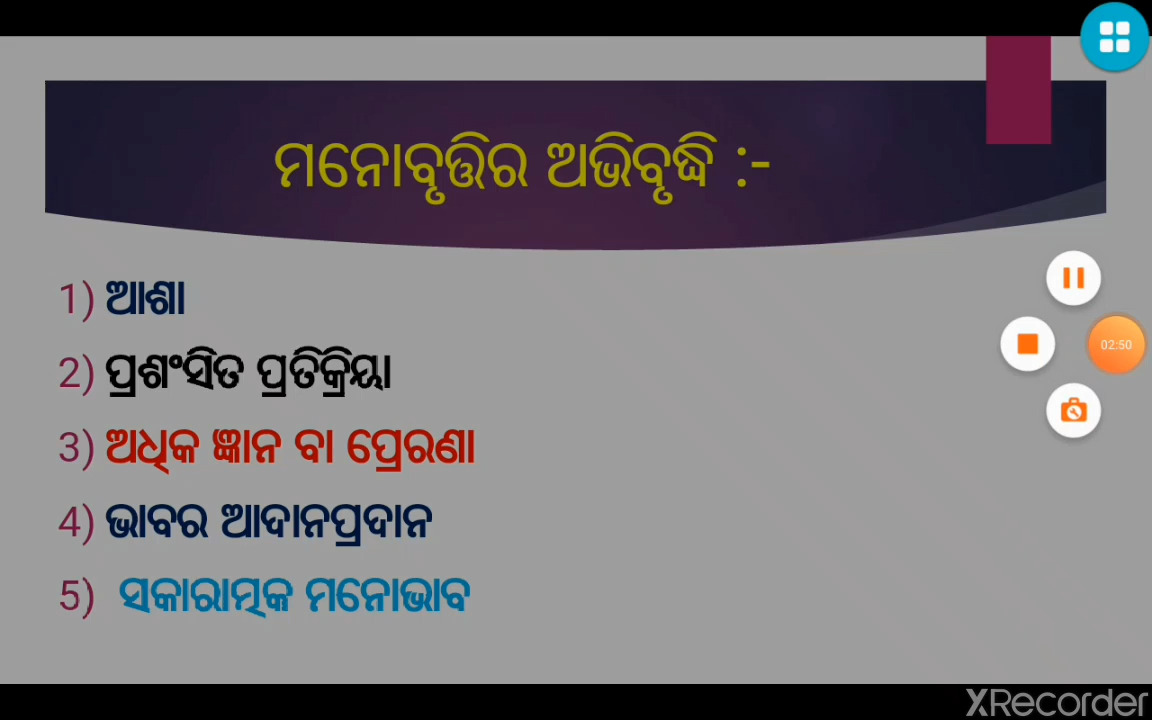 ମନୋବୃତ୍ତିର ଅଭିବୃଦ୍ଧି :-
1) ଆଶା
2) ପ୍ରଶଂସିତ ପ୍ରତିକ୍ରିୟା
3) ଅଧିକ ଜ୍ଞାନ ବା ପ୍ରେରଣା
4) ଭାବର ଆଦାନପ୍ରଦାନ
5) ସକାରାତ୍ମକ ମନୋଭାବ
02:50
XRecorder